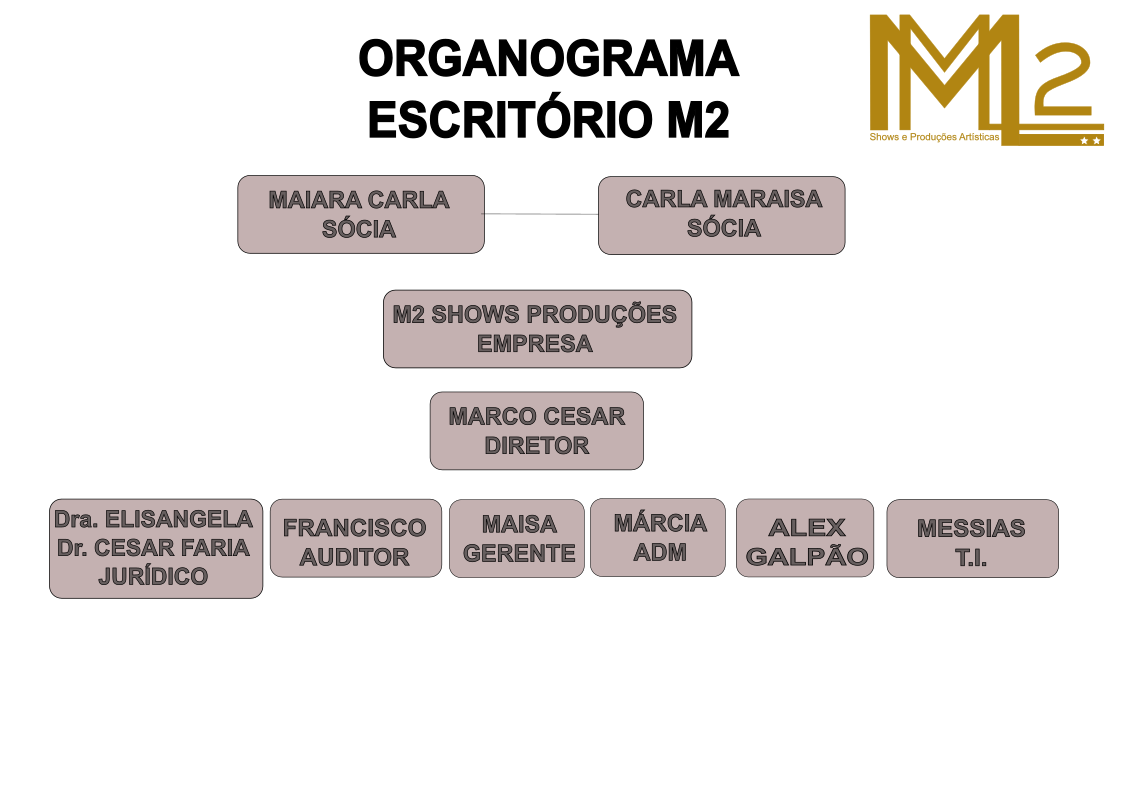 ORGANOGRAMA
ESCRITÓRIO M2
MM2
Shows e Produções Artísticas
MAIARA CARLA
SÓCIA
CARLA MARAISA
SÓCIA
M2 SHOWS PRODUÇÕES
EMPRESA
MARCO CESAR
DIRETOR
Dra. ELISANGELA
Dr. CESAR FARIA
JURÍDICO
FRANCISCO
AUDITOR
MAISA
GERENTE
MÁRCIA
ADM
ALEX
GALPÃO
MESSIAS
T.I.